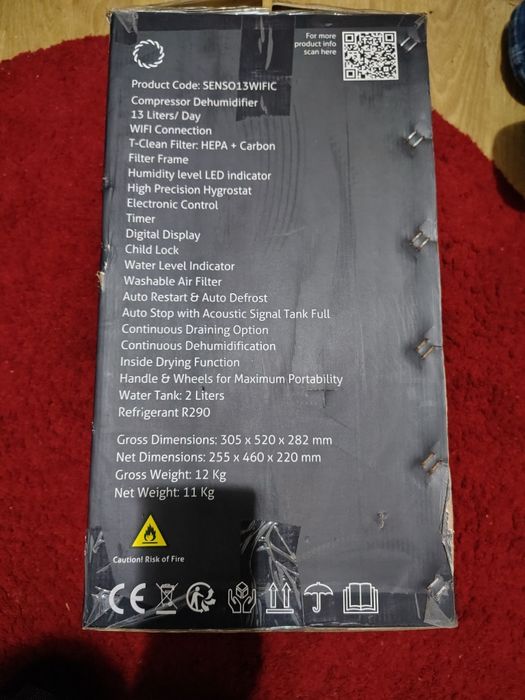 For more
product info
scan here
Product Code: SENSO13WIFIC
Compressor Dehumidifier
13 Liters/ Day
WIFI Connection
T-Clean Filter: HEPA + Carbon
Filter Frame
Humidity level LED indicator
High Precision Hygrostat
Electronic Control
Timer
Digital Display
Child Lock
Water Level Indicator
Washable Air Filter
Auto Restart & Auto Defrost
Auto Stop with Acoustic Signal Tank Full
Continuous Draining Option
Continuous Dehumidification
Inside Drying Function
Handle & Wheels for Maximum Portability
Water Tank: 2 Liters
Refrigerant R290
Gross Dimensions: 305 x 520 x 282 mm
Net Dimensions: 255 x 460 x 220 mm
Gross Weight: 12 Kg
Net Weight: 11 Kg
Caution! Risk of Fire
CE